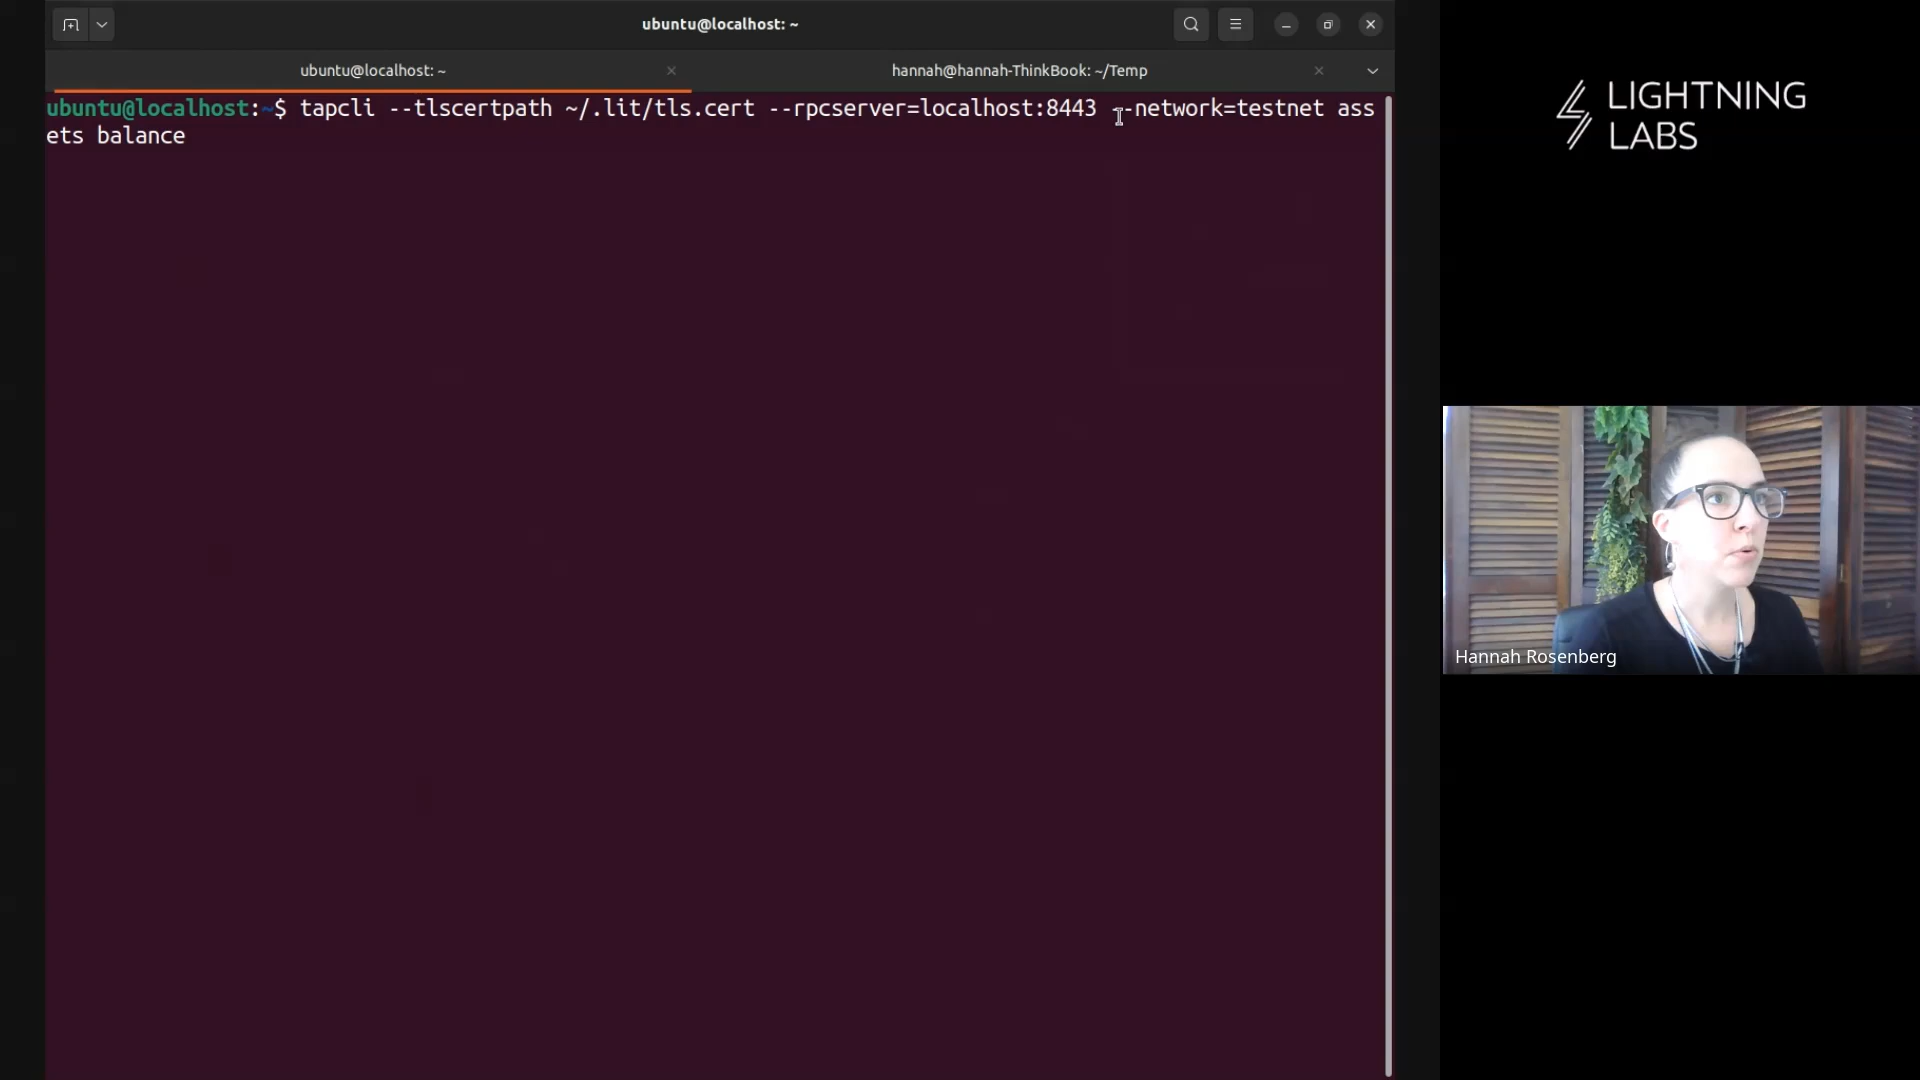 ubuntu@localhost: ~
ubuntu@localhost: ~
hannah@hannah-ThinkBook: ~/Temp
ubuntu@localhost:~$ tapcli --tlscertpath ~/.lit/tls.cert --rpcserver=localhost:8443 --network=testnet ass
ets balance
LIGHTNING
LABS
Hannah Rosenberg